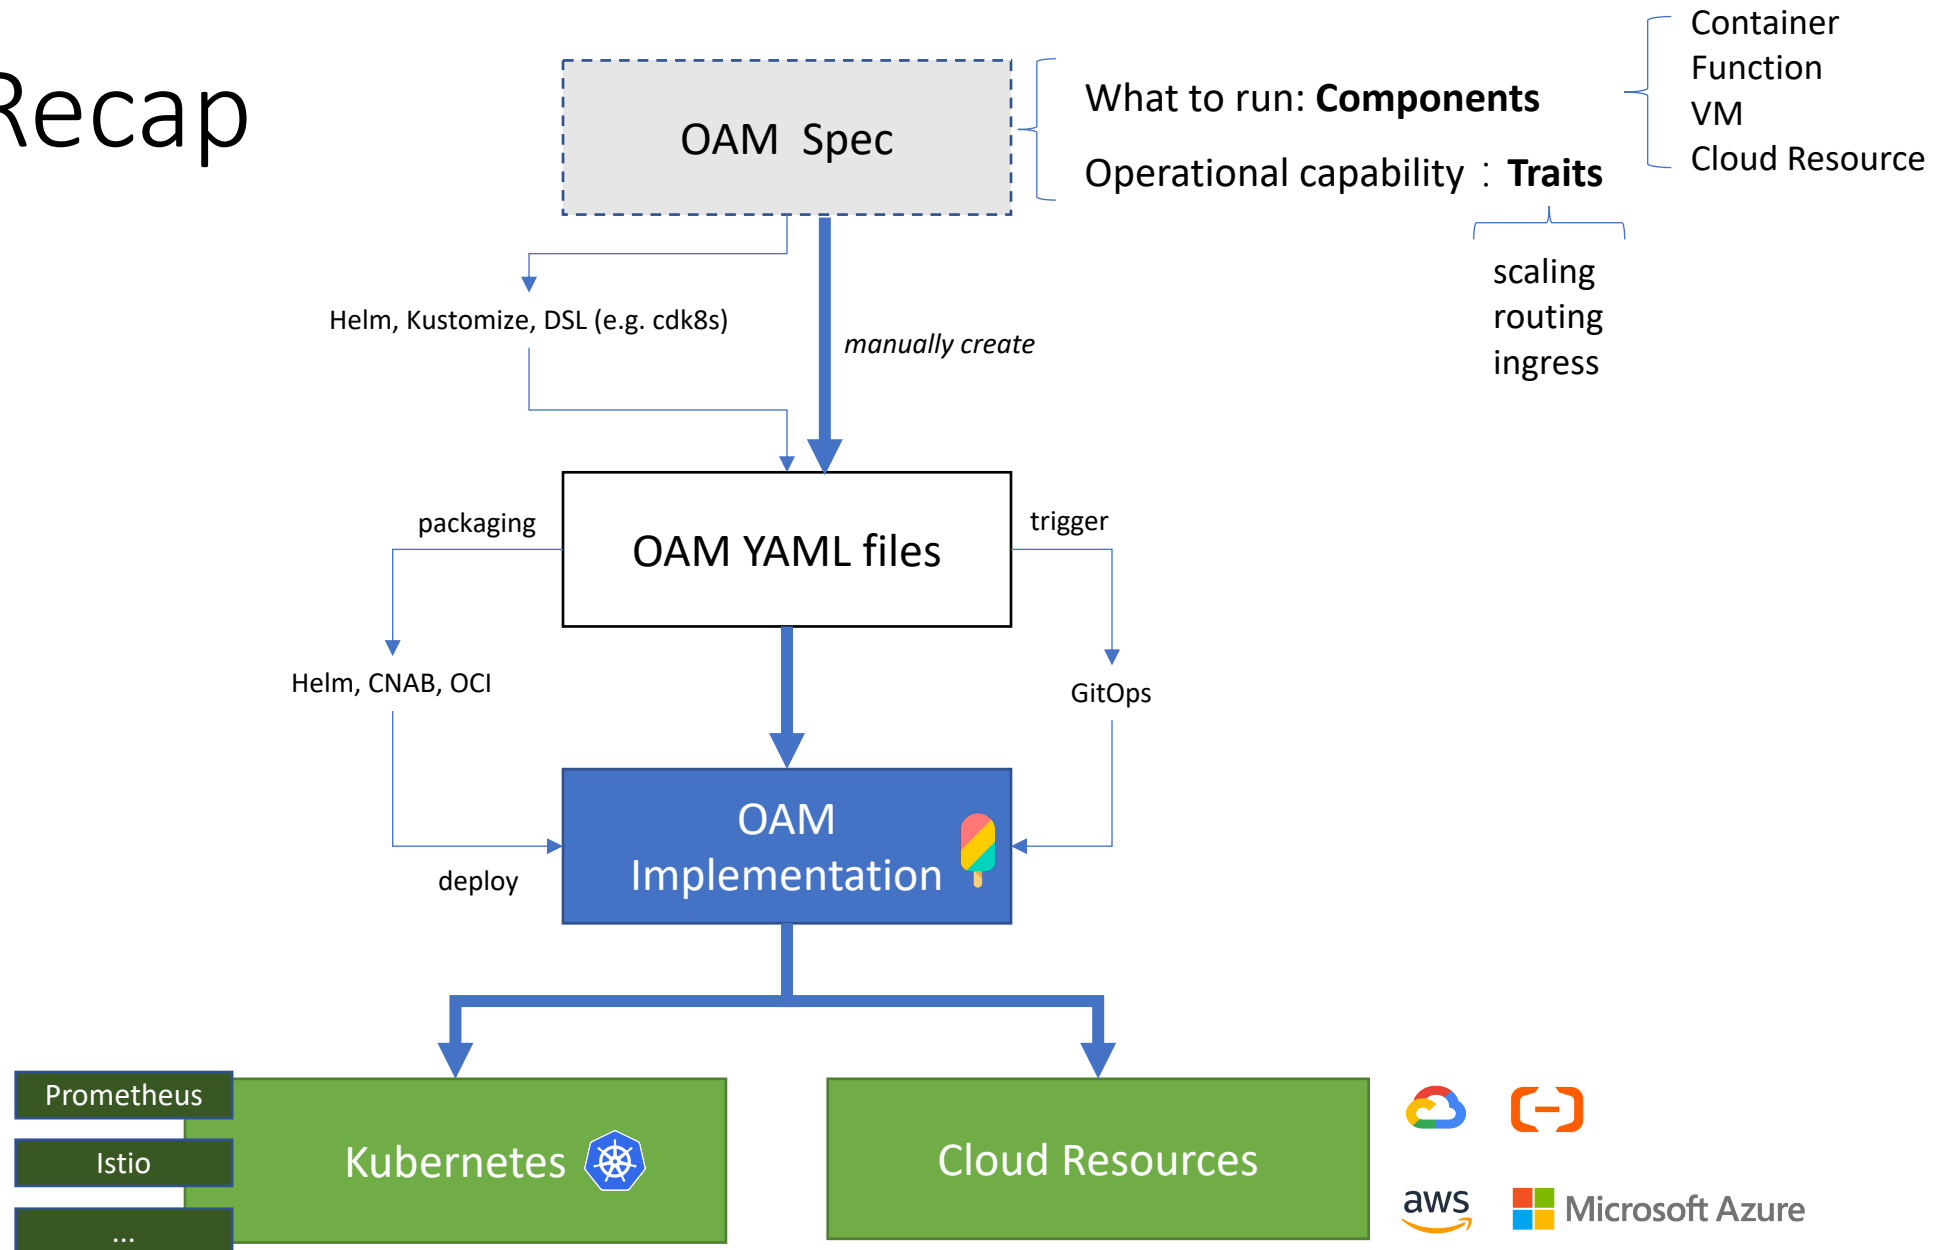 Recap
OAM Spec
What to run: Components
Operational capability： Traits
Container
Function
VM
Cloud Resource
scaling
routing
ingress
Helm, Kustomize, DSL (e.g. cdk8s)
manually create
packaging
OAM YAML files
trigger
Helm, CNAB, OCI
GitOps
OAM
Implementation
deploy
Prometheus
Istio
...
Kubernetes
Cloud Resources
aws
Microsoft Azure